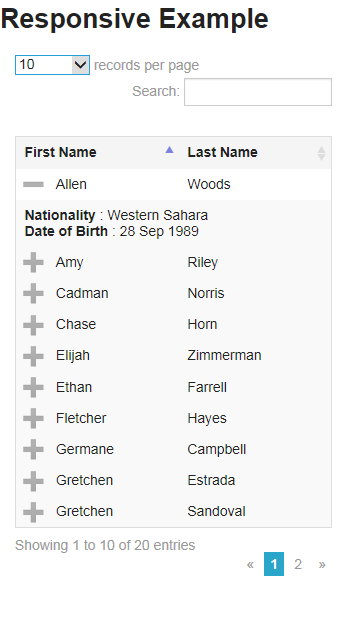 Responsive Example
10 records per page
Search:
First Name Last Name
Allen Woods
Nationality : Western Sahara
Date of Birth : 28 Sep 1989
Amy Riley
Cadman Norris
Chase Horn
Elijah Zimmerman
Ethan Farrell
Fletcher Hayes
Germane Campbell
Gretchen Estrada
Gretchen Sandoval
Showing 1 to 10 of 20 entries
« 1 2 »